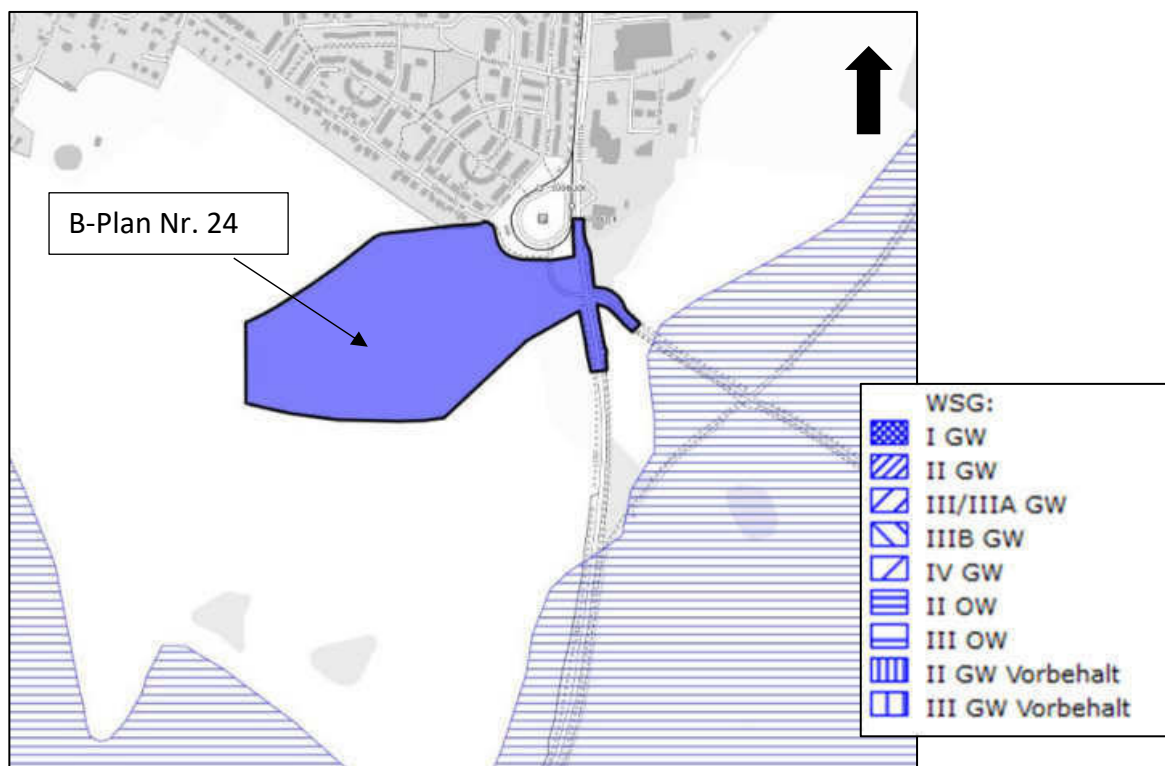 B-Plan Nr. 24
WSG:
I GW
II GW
III/IIIA GW
IIIB GW
IV GW
II OW
III OW
II GW Vorbehalt
III GW Vorbehalt